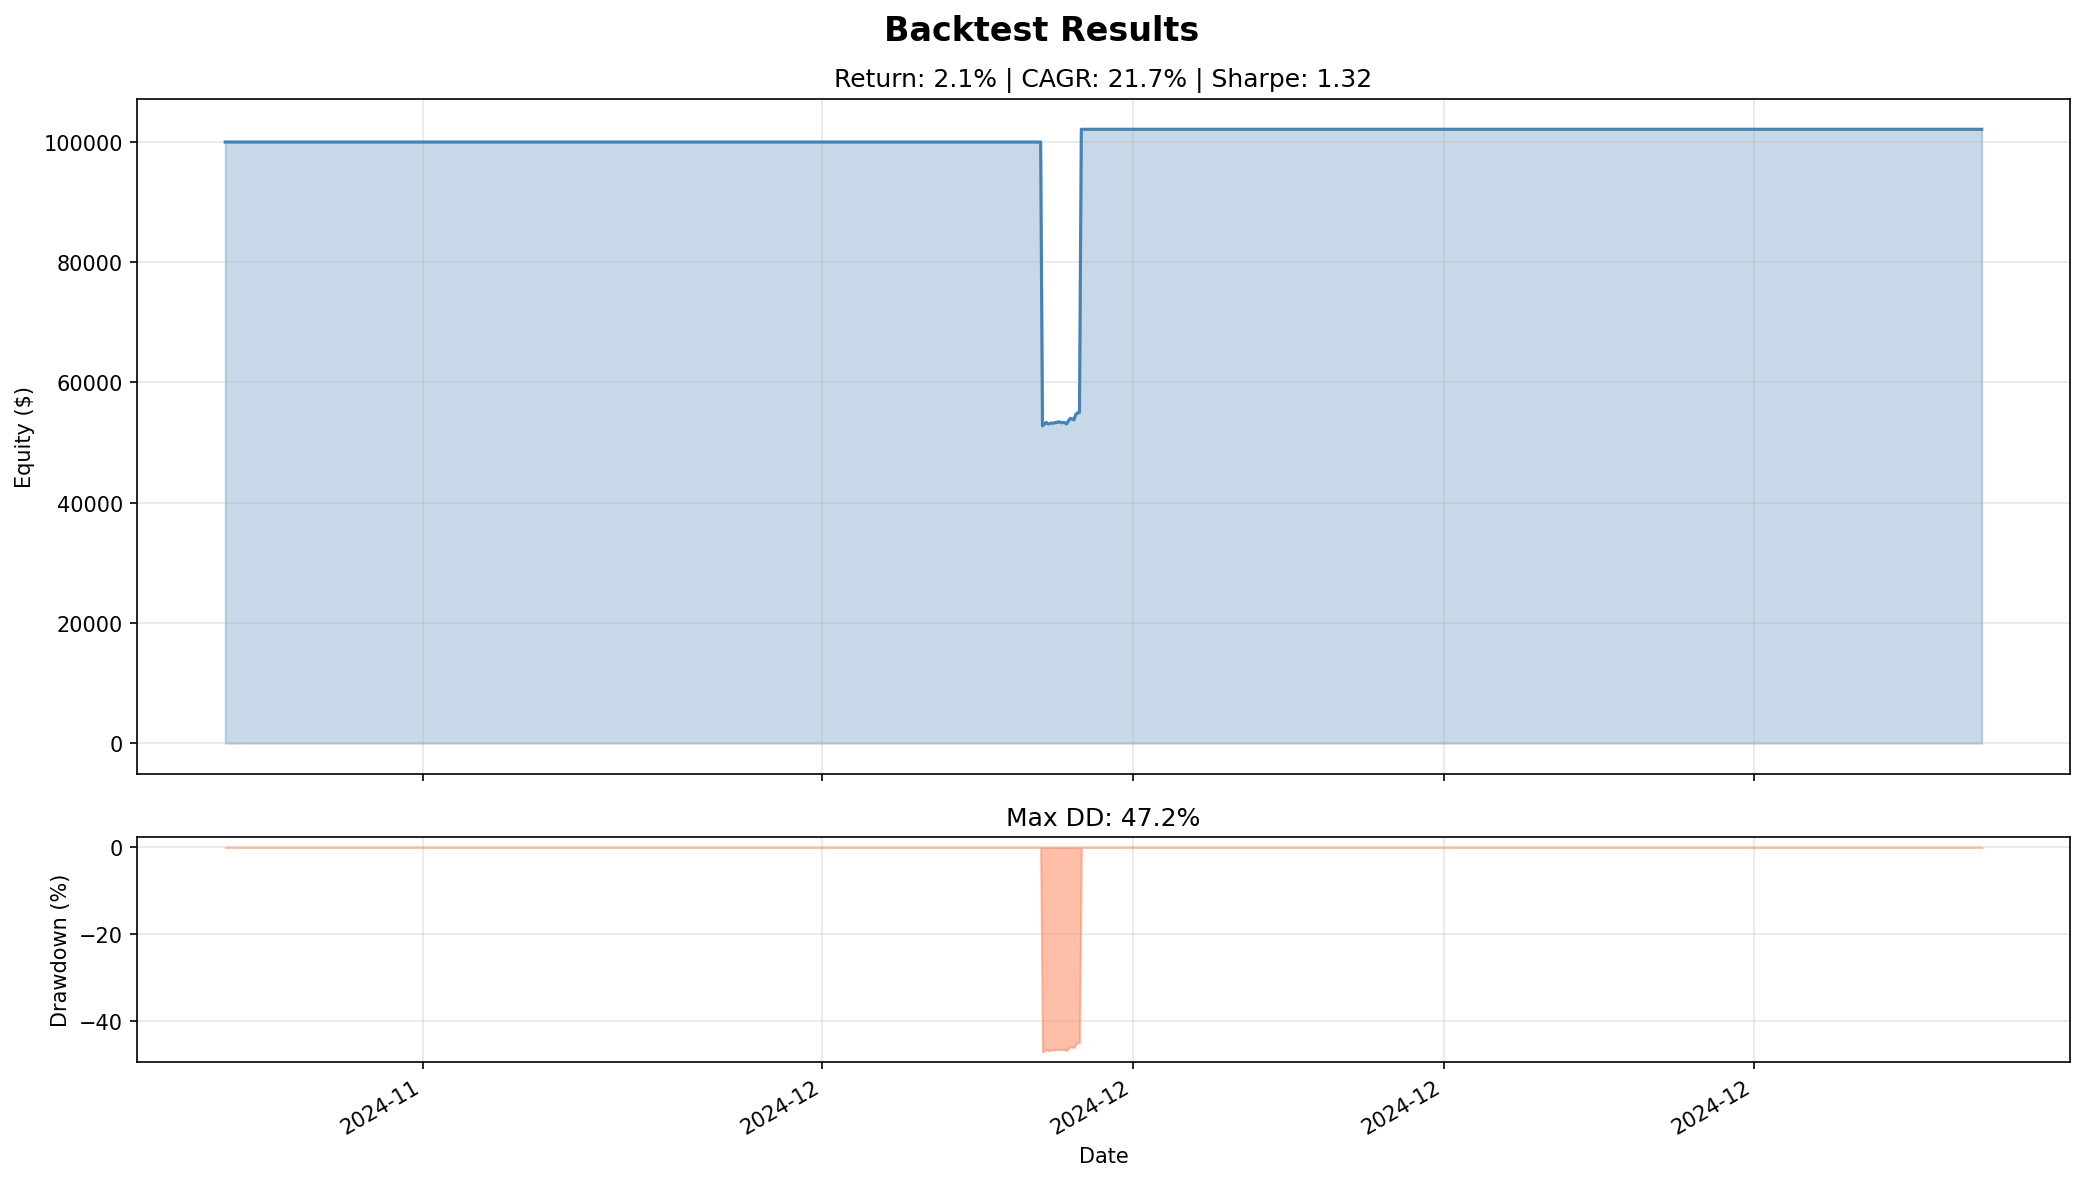 Backtest Results
Return: 2.1% | CAGR: 21.7% | Sharpe: 1.32
100000
80000
60000
40000
20000
0
Equity ($)
Max DD: 47.2%
0
−20
−40
Drawdown (%)
2024-11
2024-12
2024-12
2024-12
2024-12
Date